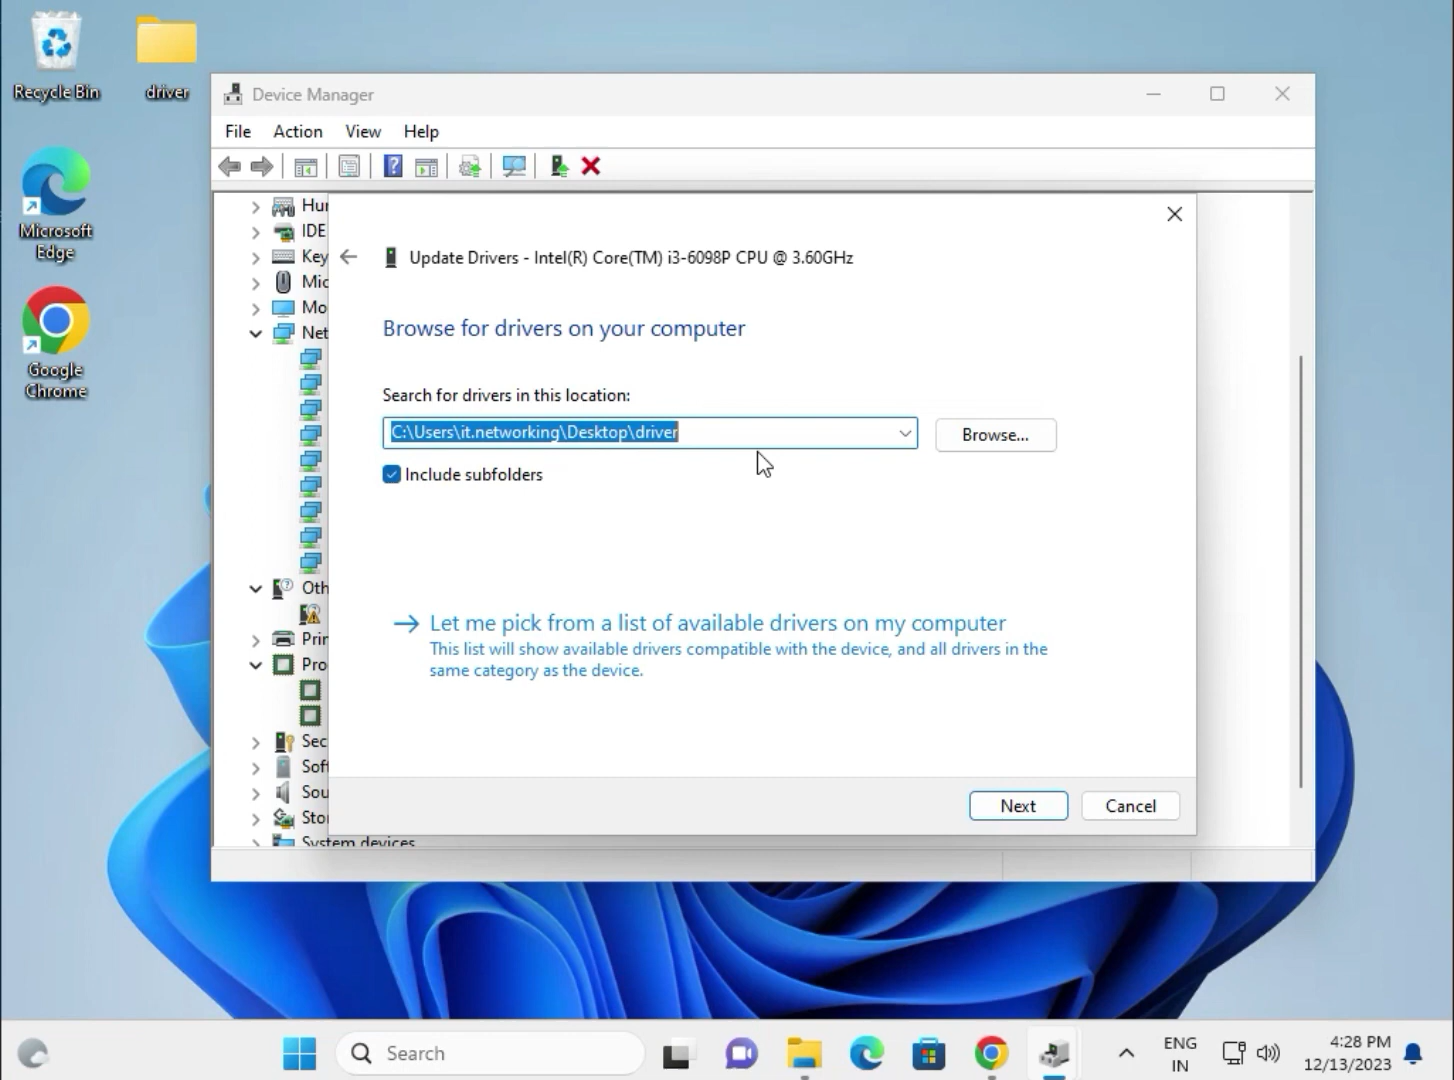 Recycle Bin
driver
Microsoft
Edge
Google
Chrome
Device Manager
File Action View Help
Hur
IDE
Key
Mic
Mo
Net
Oth
Prir
Pro
Sec
Soft
Sou
Stor
System devices
Update Drivers - Intel(R) Core(TM) i3-6098P CPU @ 3.60GHz
Browse for drivers on your computer
Search for drivers in this location:
C:\Users\it.networking\Desktop\driver
Browse...
Include subfolders
Let me pick from a list of available drivers on my computer
This list will show available drivers compatible with the device, and all drivers in the
same category as the device.
Next Cancel
Search
ENG
IN
4:28 PM
12/13/2023